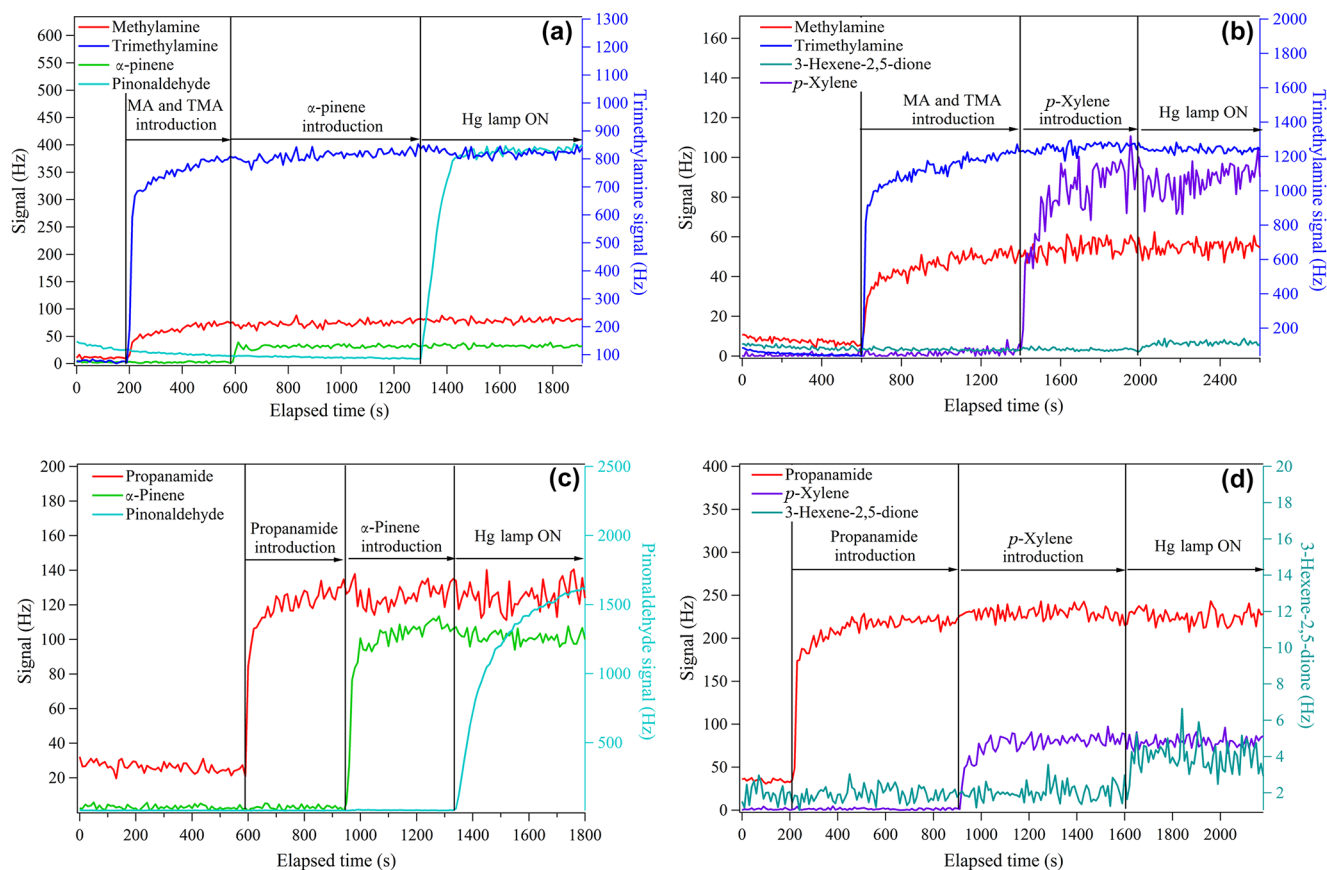 (a)
Methylamine
Trimethylamine
α-pinene
Pinonaldehyde
MA and TMA
introduction
α-pinene
introduction
Hg lamp ON
600
550
500
450
400
350
300
250
200
150
100
50
0
Signal (Hz)
1300
1200
1100
1000
900
800
700
600
500
400
300
200
100
Trimethylamine signal (Hz)
0 200 400 600 800 1000 1200 1400 1600 1800
Elapsed time (s)
(b)
Methylamine
Trimethylamine
3-Hexene-2,5-dione
p-Xylene
MA and TMA
introduction
p-Xylene
introduction
Hg lamp ON
160
140
120
100
80
60
40
20
0
Signal (Hz)
2000
1800
1600
1400
1200
1000
800
600
400
200
Trimethylamine signal (Hz)
0 400 800 1200 1600 2000 2400
Elapsed time (s)
(c)
Propanamide
α-Pinene
Pinonaldehyde
Propanamide
introduction
α-Pinene
introduction
Hg lamp ON
200
180
160
140
120
100
80
60
40
20
Signal (Hz)
2500
2000
1500
1000
500
Pinonaldehyde signal (Hz)
0 200 400 600 800 1000 1200 1400 1600 1800
Elapsed time (s)
(d)
Propanamide
p-Xylene
3-Hexene-2,5-dione
Propanamide
introduction
p-Xylene
introduction
Hg lamp ON
400
350
300
250
200
150
100
50
0
Signal (Hz)
20
18
16
14
12
10
8
6
4
2
3-Hexene-2,5-dione (Hz)
0 200 400 600 800 1000 1200 1400 1600 1800 2000
Elapsed time (s)